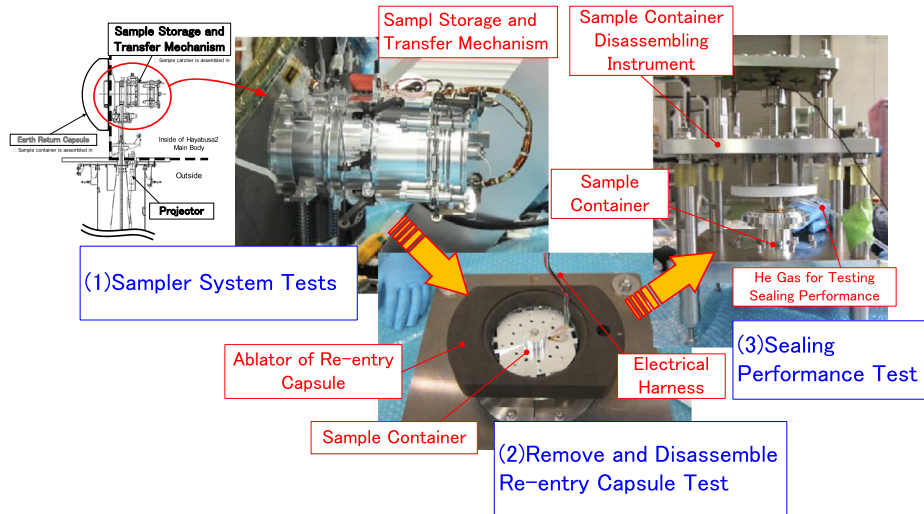 Sample Storage and
Transfer Mechanism
Sample catcher is assembled in
Earth Return Capsule
Sample container is assembled in
Inside of Hayabusa2
Main Body
Outside
Projector
(1)Sampler System Tests
Sampl Storage and
Transfer Mechanism
Sample Container
Disassembling
Instrument
Sample
Container
He Gas for Testing
Sealing Performance
(3)Sealing
Performance Test
Ablator of Re-entry
Capsule
Sample Container
Electrical
Harness
(2)Remove and Disassemble
Re-entry Capsule Test